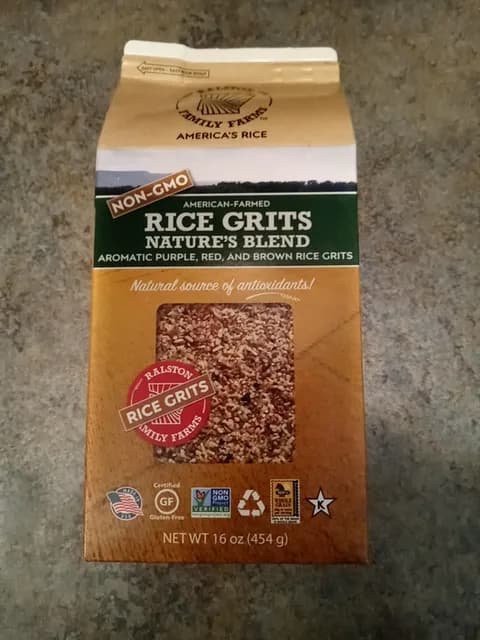 RALSTON
FAMILY FARMS
AMERICA'S RICE
NON-GMO
AMERICAN-FARMED
RICE GRITS
NATURE'S BLEND
AROMATIC PURPLE, RED, AND BROWN RICE GRITS
Natural source of antioxidants!
RALSTON
RICE GRITS
FAMILY FARMS
Certified
GF
Gluten-Free
NON
GMO
Project
VERIFIED
K
NET WT 16 oz (454 g)